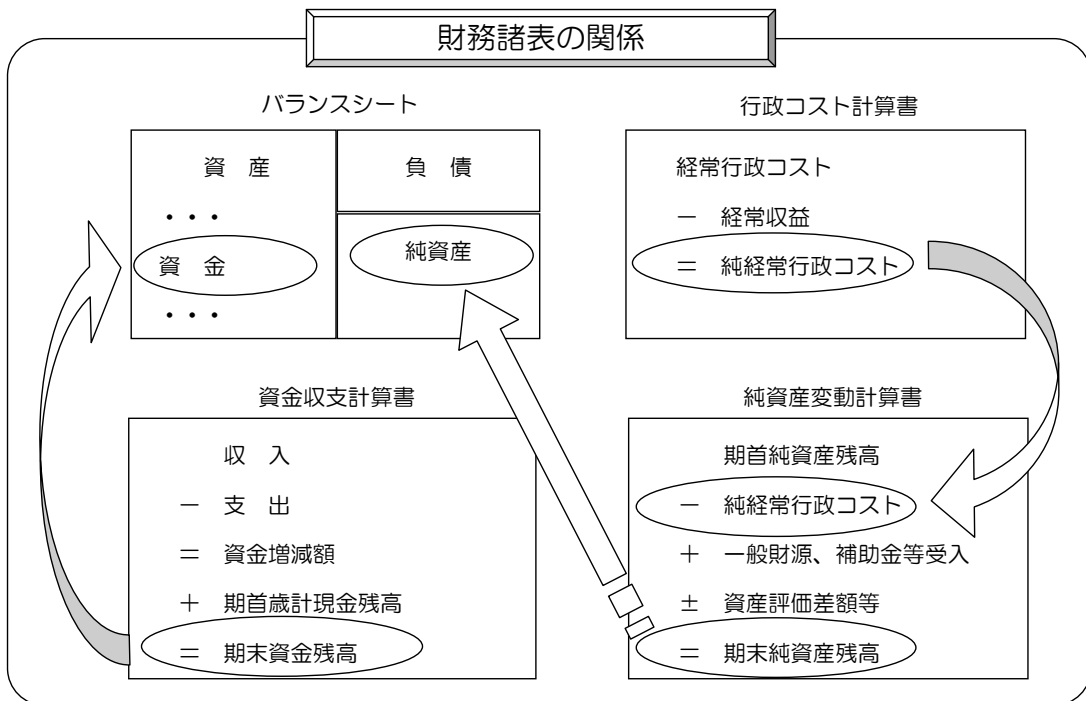 財務諸表の関係
バランスシート
資 産
・・・
資 金
・・・
負 債
純資産
行政コスト計算書
経常行政コスト
－ 経常収益
＝ 純経常行政コスト
資金収支計算書
収 入
－ 支 出
＝ 資金増減額
＋ 期首歳計現金残高
＝ 期末資金残高
純資産変動計算書
期首純資産残高
－ 純経常行政コスト
＋ 一般財源、補助金等受入
± 資産評価差額等
＝ 期末純資産残高